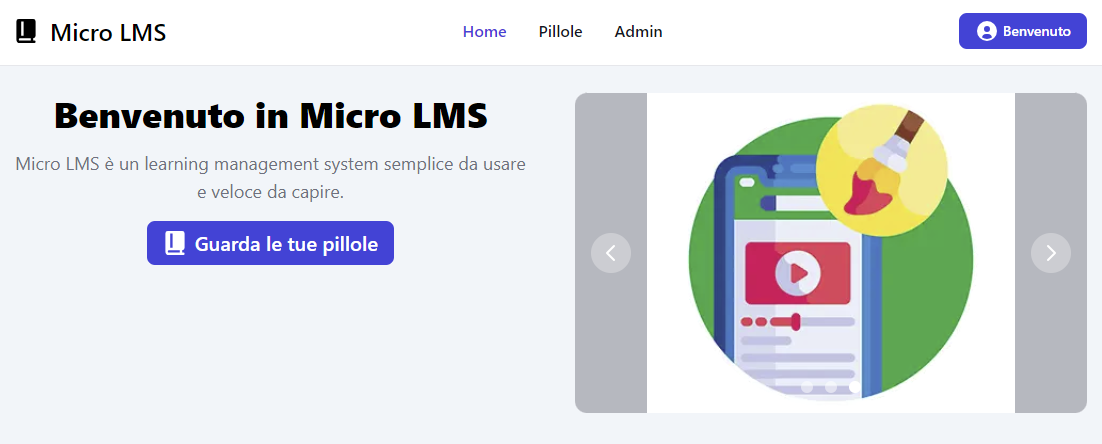 Micro LMS
Home
Pillole
Admin
Benvenuto
Benvenuto in Micro LMS
Micro LMS è un learning management system semplice da usare
e veloce da capire.
Guarda le tue pillole